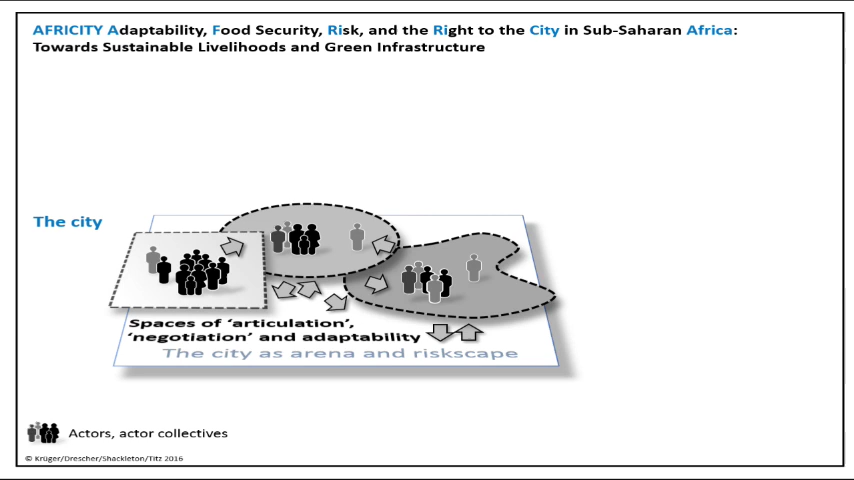 AFRICITY Adaptability, Food Security, Risk, and the Right to the City in Sub-Saharan Africa:
Towards Sustainable Livelihoods and Green Infrastructure
The city
Spaces of ‘articulation’,
‘negotiation’ and adaptability
The city as arena and riskscape
Actors, actor collectives
© Krüger/Drescher/Shackleton/Titz 2016